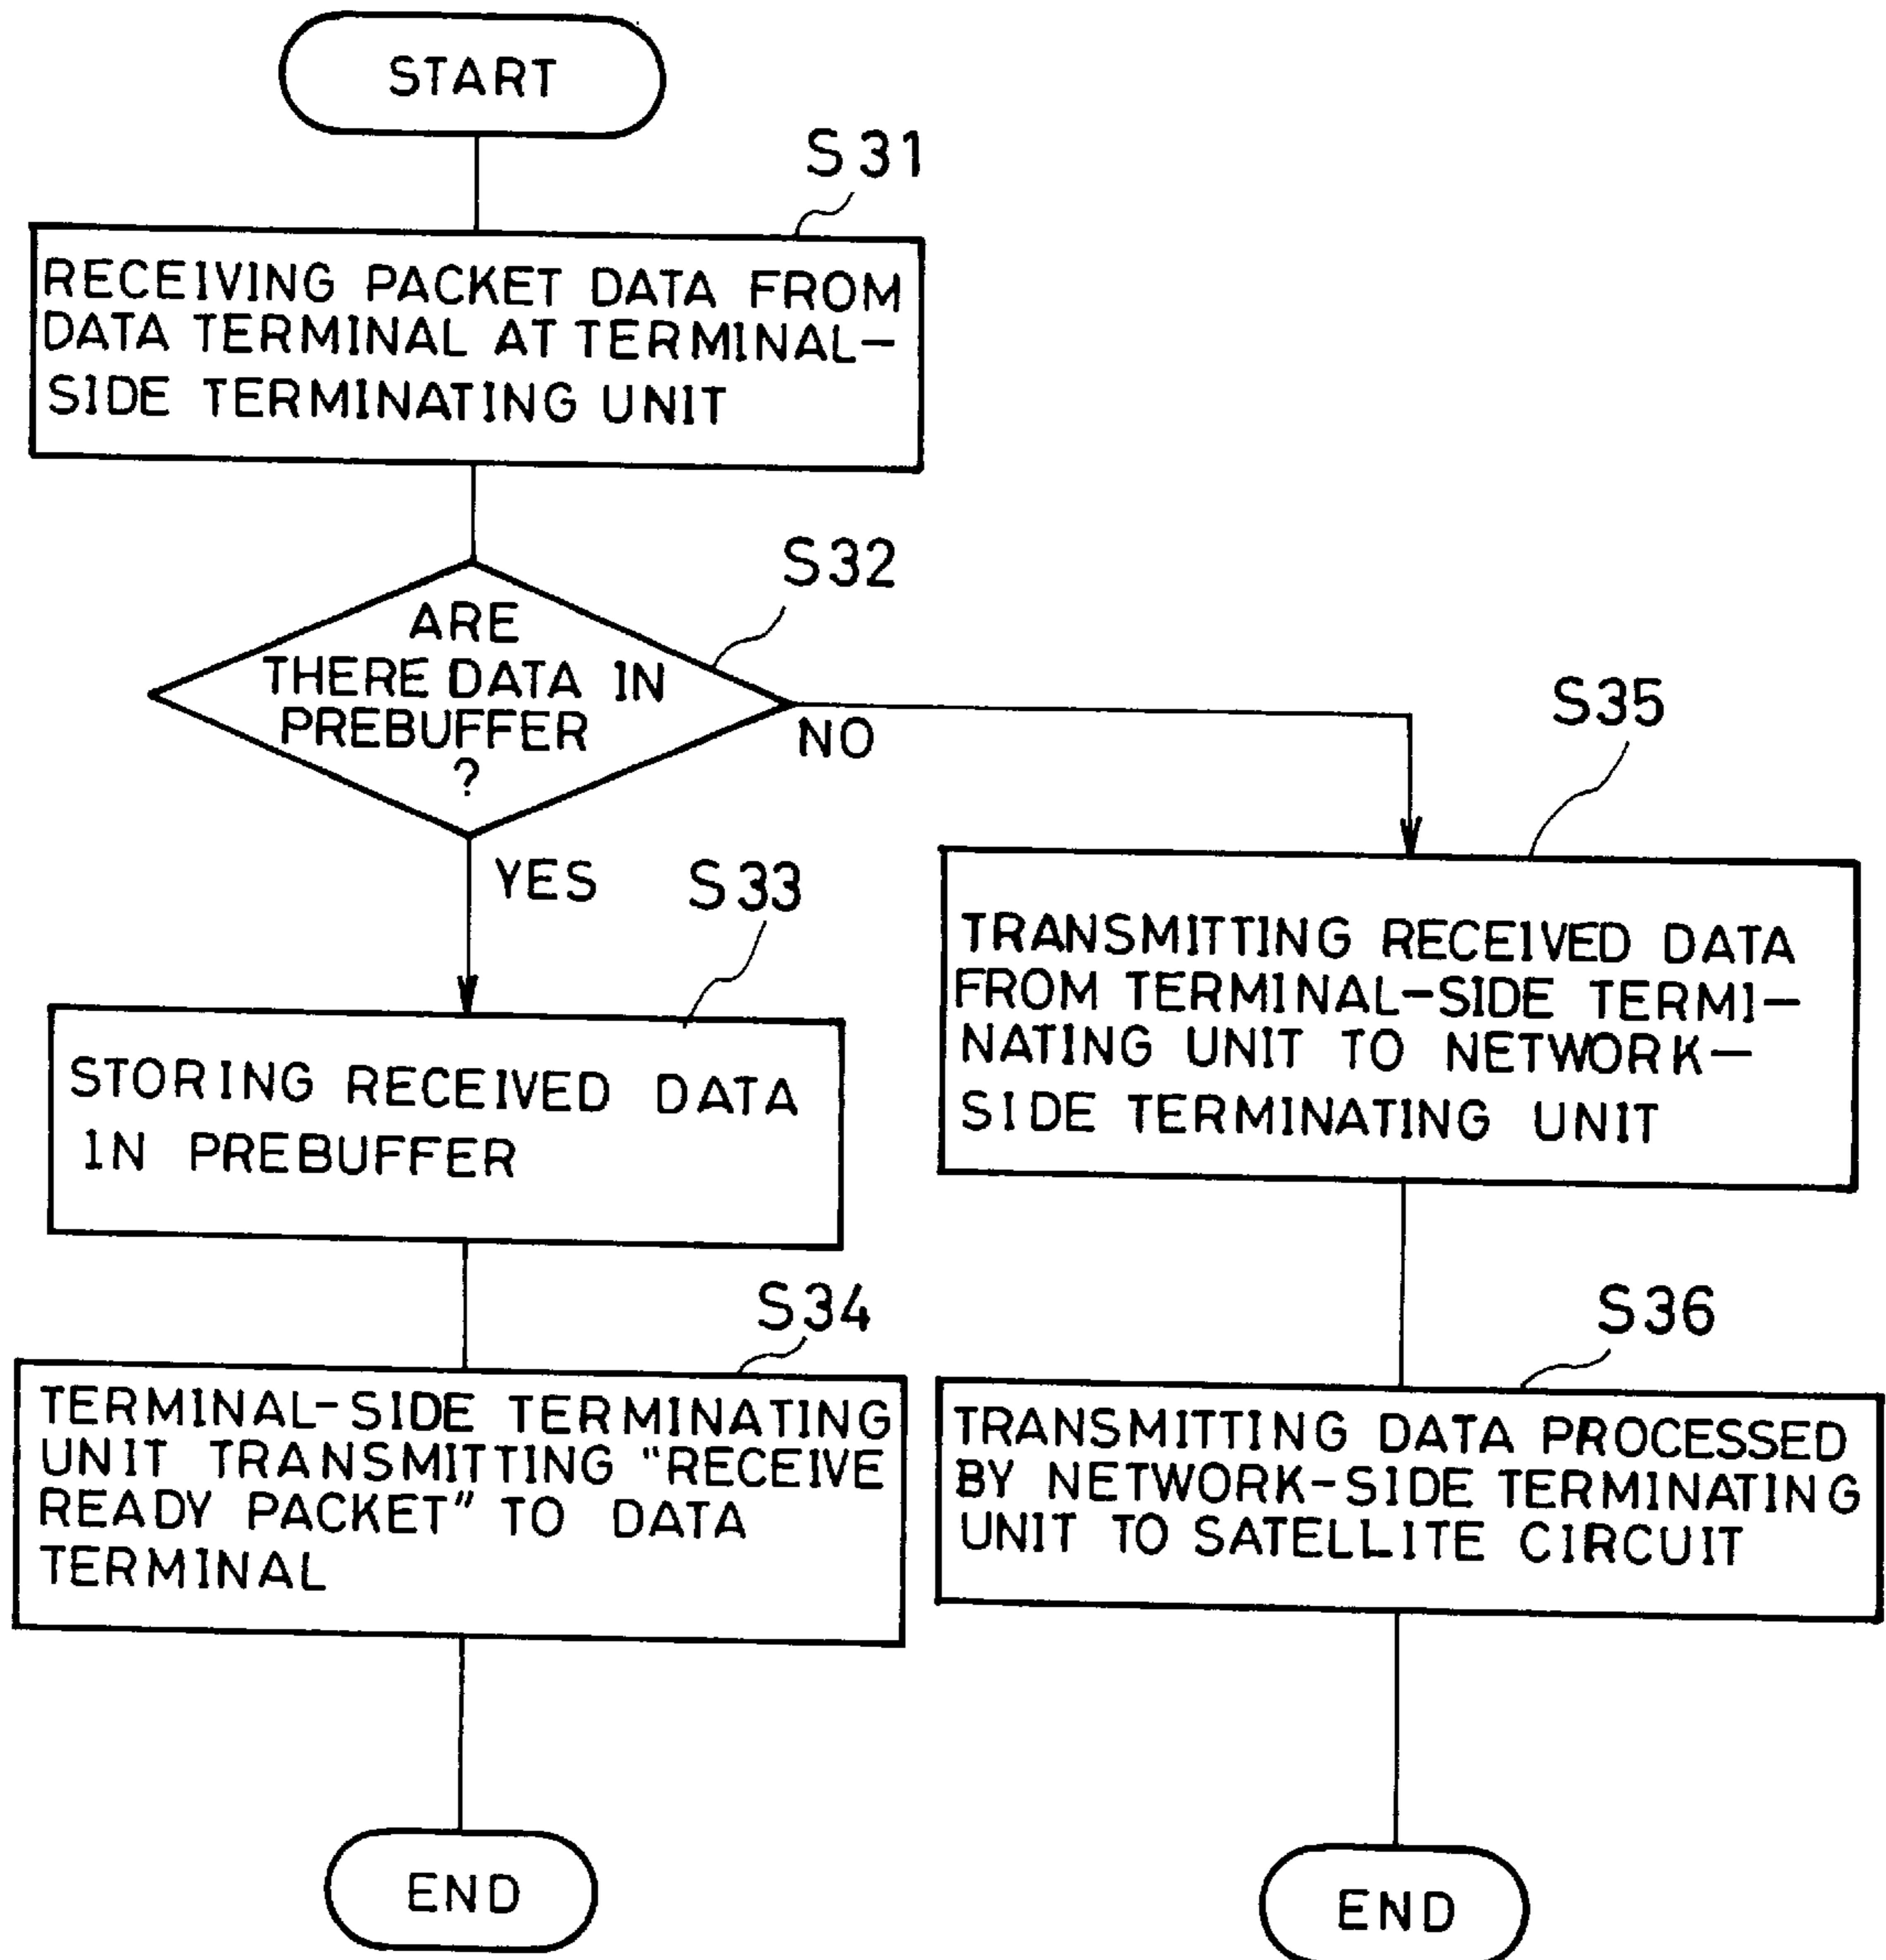 START
S31
RECEIVING PACKET DATA FROM
DATA TERMINAL AT TERMINAL-
SIDE TERMINATING UNIT
S32
ARE
THERE DATA IN
PREBUFFER
?
NO
YES
S33
STORING RECEIVED DATA
IN PREBUFFER
S34
TERMINAL-SIDE TERMINATING
UNIT TRANSMITTING "RECEIVE
READY PACKET" TO DATA
TERMINAL
END
S35
TRANSMITTING RECEIVED DATA
FROM TERMINAL-SIDE TERMI-
NATING UNIT TO NETWORK-
SIDE TERMINATING UNIT
S36
TRANSMITTING DATA PROCESSED
BY NETWORK-SIDE TERMINATING
UNIT TO SATELLITE CIRCUIT
END